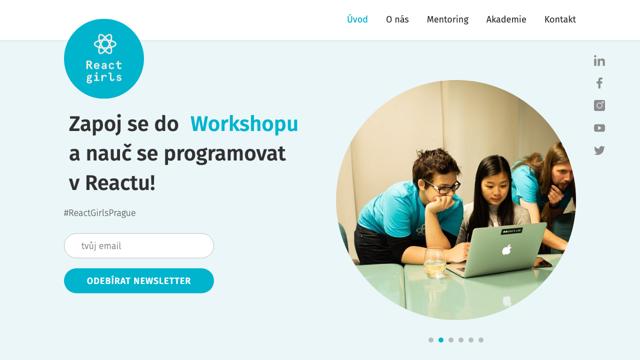 Úvod
O nás
Mentoring
Akademie
Kontakt
React
girls
Zapoj se do Workshopu
a nauč se programovat
v Reactu!
#ReactGirlsPrague
tvůj email
ODEBÍRAT NEWSLETTER